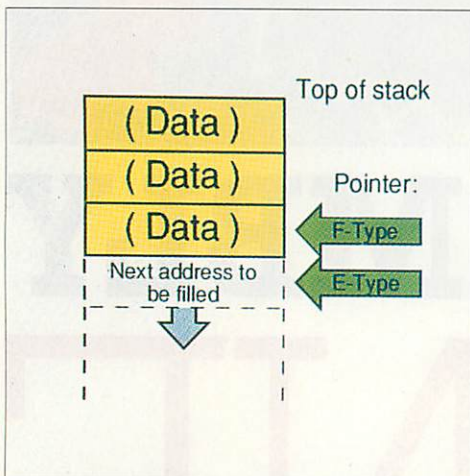 Top of stack
( Data )
( Data )
Pointer:
( Data )
F-Type
Next address to
be filled
E-Type